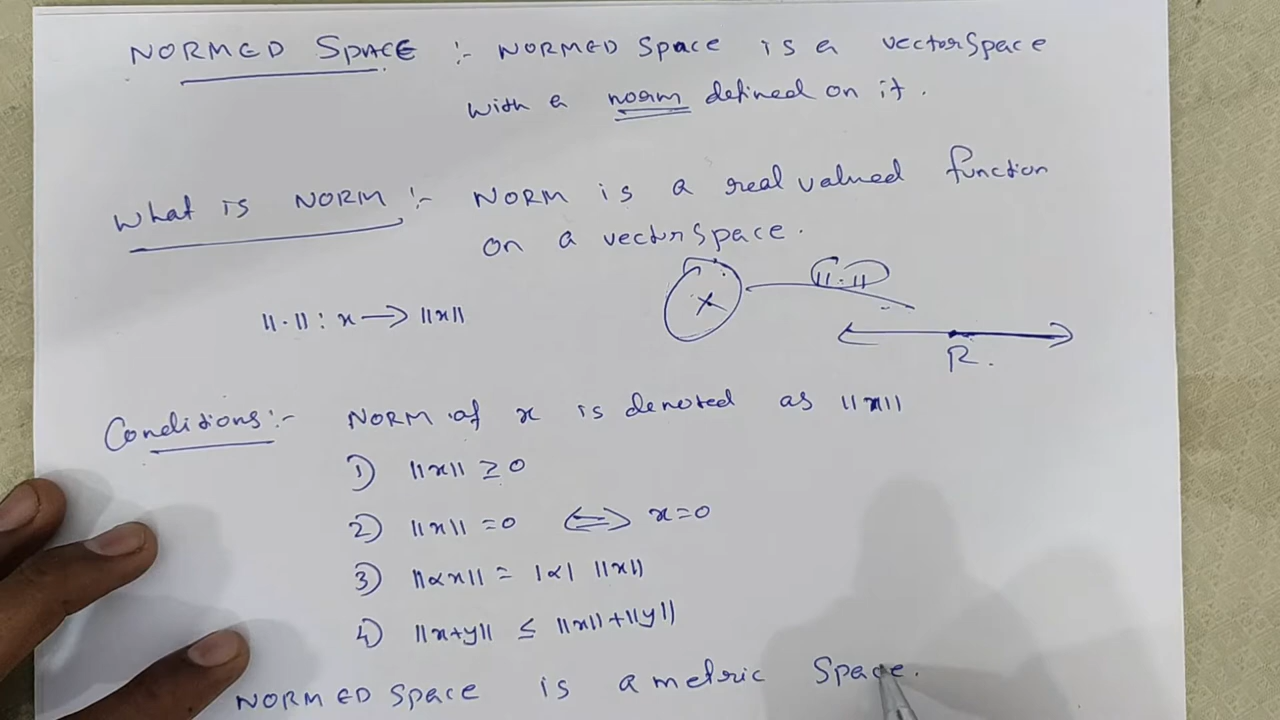 NORMED SPACE :- NORMED Space is a vectorspace
with a norm defined on it.
What is NORM :- NORM is a real valued function
on a vectorspace.
||.||
x
||.|| : x → ||x||
R.
Conditions :- NORM of x is denoted as ||x||
1) ||x|| ≥ 0
2) ||x|| = 0 ⟺ x=0
3) ||αx|| = |α| ||x||
4) ||x+y|| ≤ ||x||+||y||
NORMED space is a metric Space.